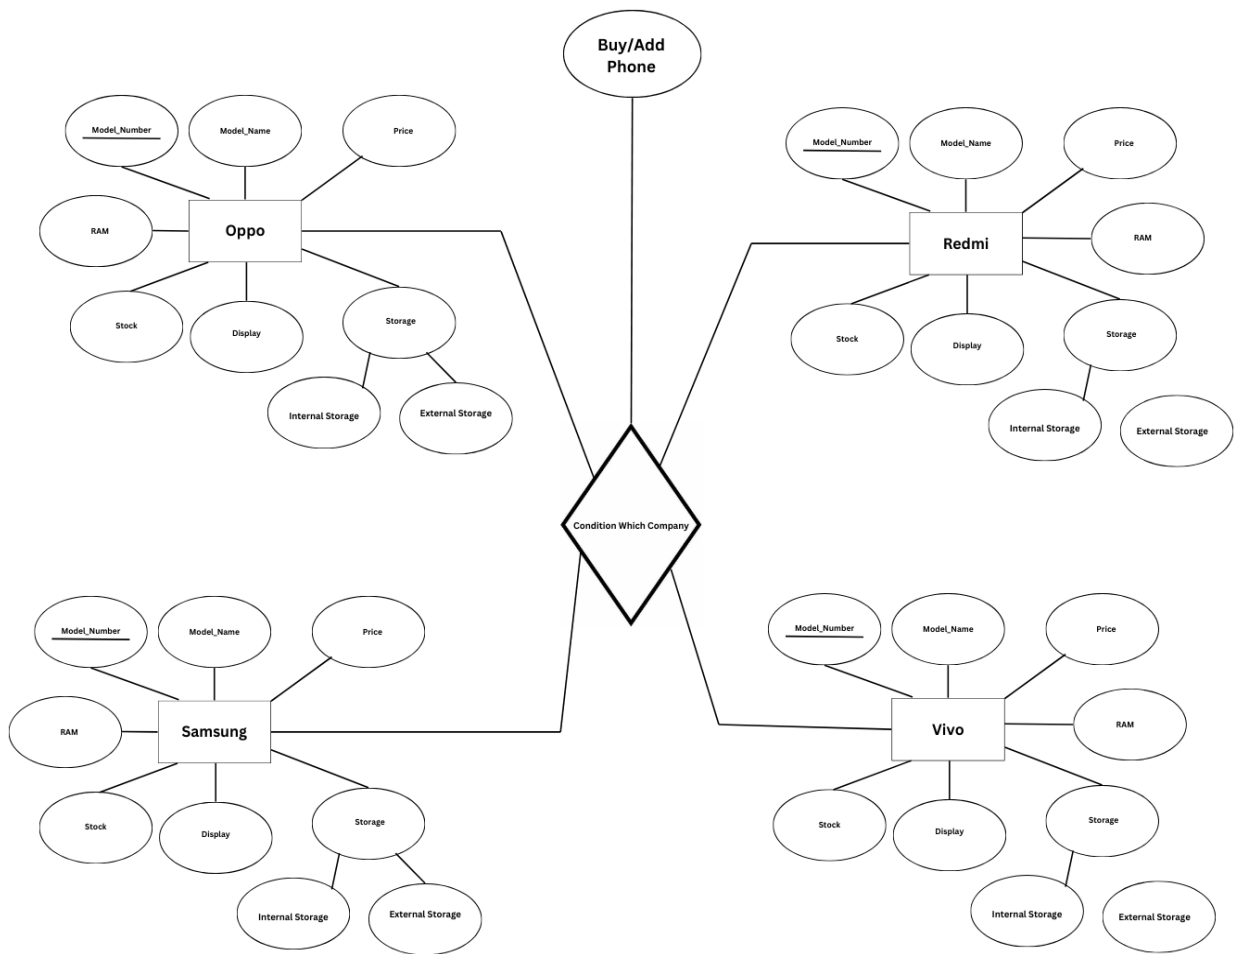 Buy/Add
Phone
Model_Number
Model_Name
Price
RAM
Oppo
Stock
Display
Storage
Internal Storage
External Storage
Model_Number
Model_Name
Price
Redmi
RAM
Stock
Display
Storage
Internal Storage
External Storage
Condition Which Company
Model_Number
Model_Name
Price
RAM
Samsung
Stock
Display
Storage
Internal Storage
External Storage
Model_Number
Model_Name
Price
Vivo
RAM
Stock
Display
Storage
Internal Storage
External Storage